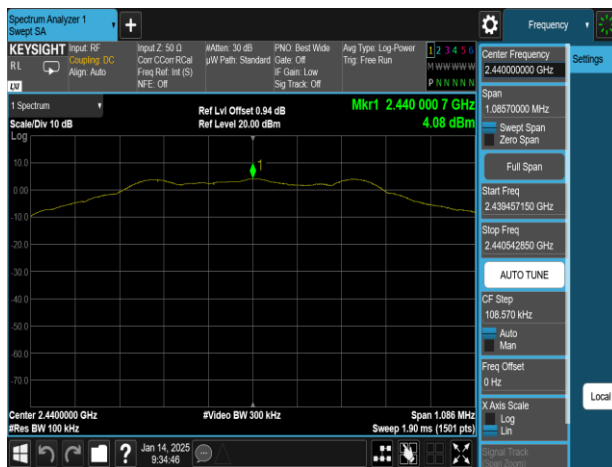 Spectrum Analyzer 1
Swept SA
+
Frequency
KEYSIGHT Input: RF Input Z: 50 Ω #Atten: 30 dB PNO: Best Wide Avg Type: Log-Power 1 2 3 4 5 6
RL Coupling: DC Corr CCorr RCal µW Path: Standard Gate: Off Trig: Free Run M W W W W W
Align: Auto Freq Ref: Int (S) IF Gain: Low
LXI NFE: Off Sig Track: Off P N N N N N
1 Spectrum
Scale/Div 10 dB
Ref Lvl Offset 0.94 dB
Ref Level 20.00 dBm
Mkr1 2.440 000 7 GHz
4.08 dBm
Log
10.0
0.00
-10.0
-20.0
-30.0
-40.0
-50.0
-60.0
-70.0
1
Center 2.4400000 GHz #Video BW 300 kHz Span 1.086 MHz
#Res BW 100 kHz Sweep 1.90 ms (1501 pts)
Center Frequency
2.440000000 GHz
Settings
Span
1.08570000 MHz
Swept Span
Zero Span
Full Span
Start Freq
2.439457150 GHz
Stop Freq
2.440542850 GHz
AUTO TUNE
CF Step
108.570 kHz
Auto
Man
Freq Offset
0 Hz
Local
X Axis Scale
Log
Lin
Signal Track
(Span Zoom)
?
Jan 14, 2025
9:34:46